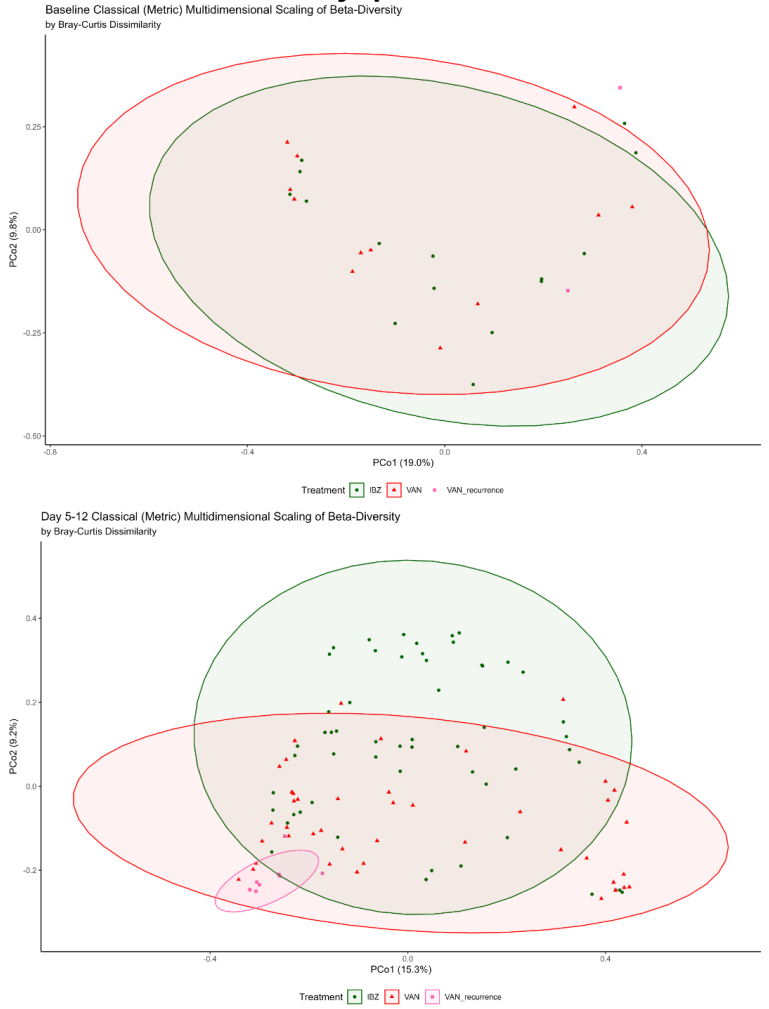 Baseline Classical (Metric) Multidimensional Scaling of Beta-Diversity
by Bray-Curtis Dissimilarity
PCo2 (9.8%)
0.25
0.00
-0.25
-0.50
-0.8
-0.4
0.0
0.4
PCo1 (19.0%)
Treatment IBZ VAN VAN_recurrence
Day 5-12 Classical (Metric) Multidimensional Scaling of Beta-Diversity
by Bray-Curtis Dissimilarity
PCo2 (9.2%)
0.4
0.2
0.0
-0.2
-0.4
0.0
0.4
PCo1 (15.3%)
Treatment IBZ VAN VAN_recurrence